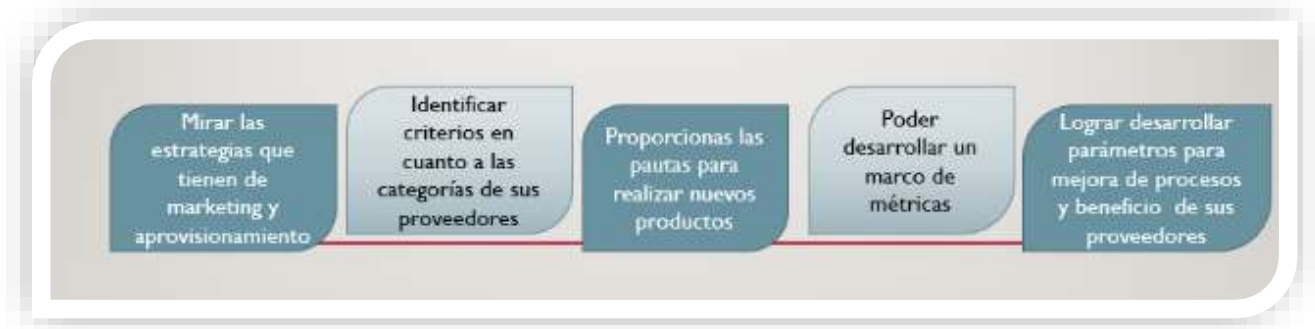 Mirar las
estrategias que
tienen de
marketing y
aprovisionamiento
Identificar
criterios en
cuanto a las
categorías de sus
proveedores
Proporcionas las
pautas para
realizar nuevos
productos
Poder
desarrollar un
marco de
métricas
Lograr desarrollar
parámetros para
mejora de procesos
y beneficio de sus
proveedores